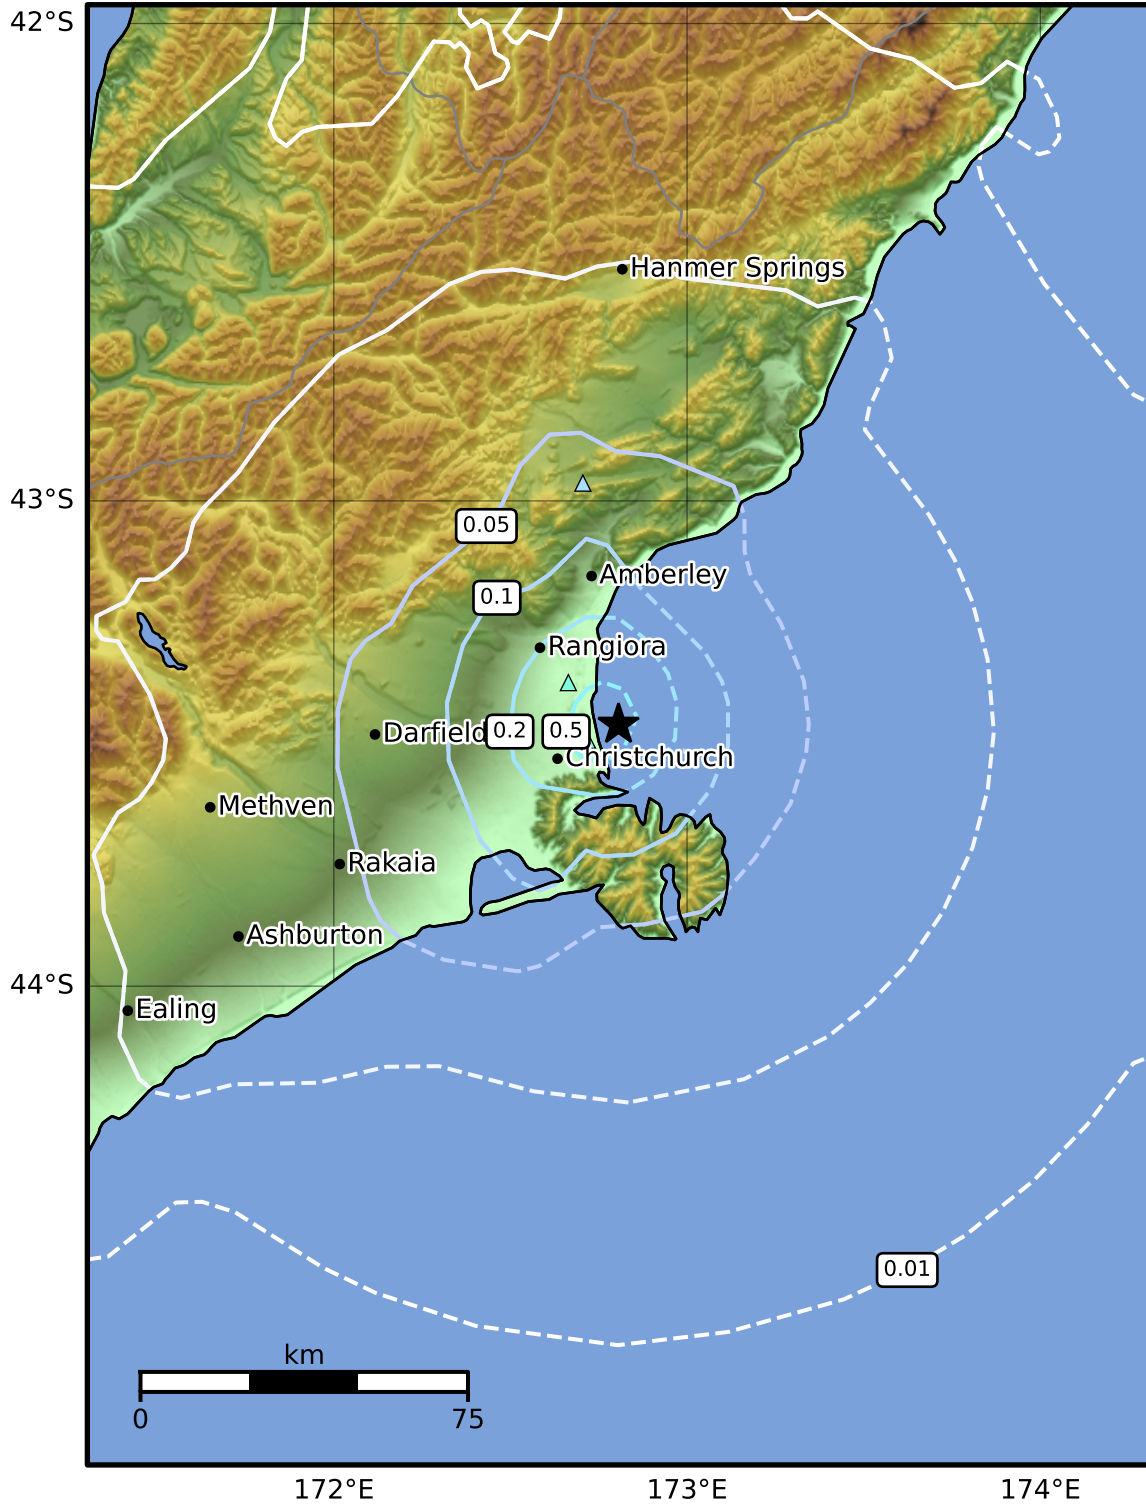 42°S
Hanmer Springs
43°S
0.05
0.1
Amberley
Rangiora
Darfield
0.2
0.5
Christchurch
Methven
Rakaia
Ashburton
44°S
Ealing
0.01
km
0 75
172°E 173°E 174°E